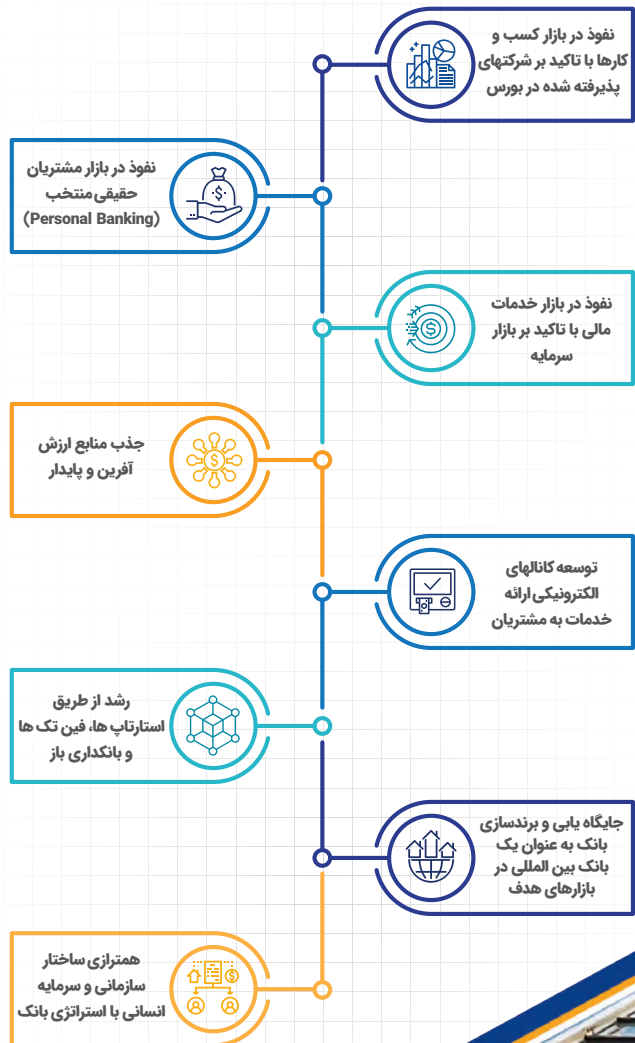 نفوذ در بازار کسب و
کارها با تاکید بر شرکتهای
پذیرفته شده در بورس
نفوذ در بازار مشتریان
حقیقی منتخب
(Personal Banking)
نفوذ در بازار خدمات
مالی با تاکید بر بازار
سرمایه
جذب منابع ارزش
آفرین و پایدار
توسعه کانالهای
الکترونیکی ارائه
خدمات به مشتریان
رشد از طریق
استارتاپ ها، فین تک ها
و بانکداری باز
جایگاه یابی و برندسازی
بانک به عنوان یک
بانک بین المللی در
بازارهای هدف
همترازی ساختار
سازمانی و سرمایه
انسانی با استراتژی بانک